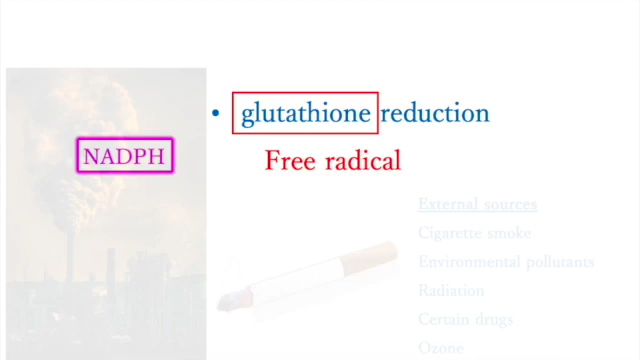 • glutathione reduction
NADPH
Free radical
External sources
Cigarette smoke
Environmental pollutants
Radiation
Certain drugs
Ozone